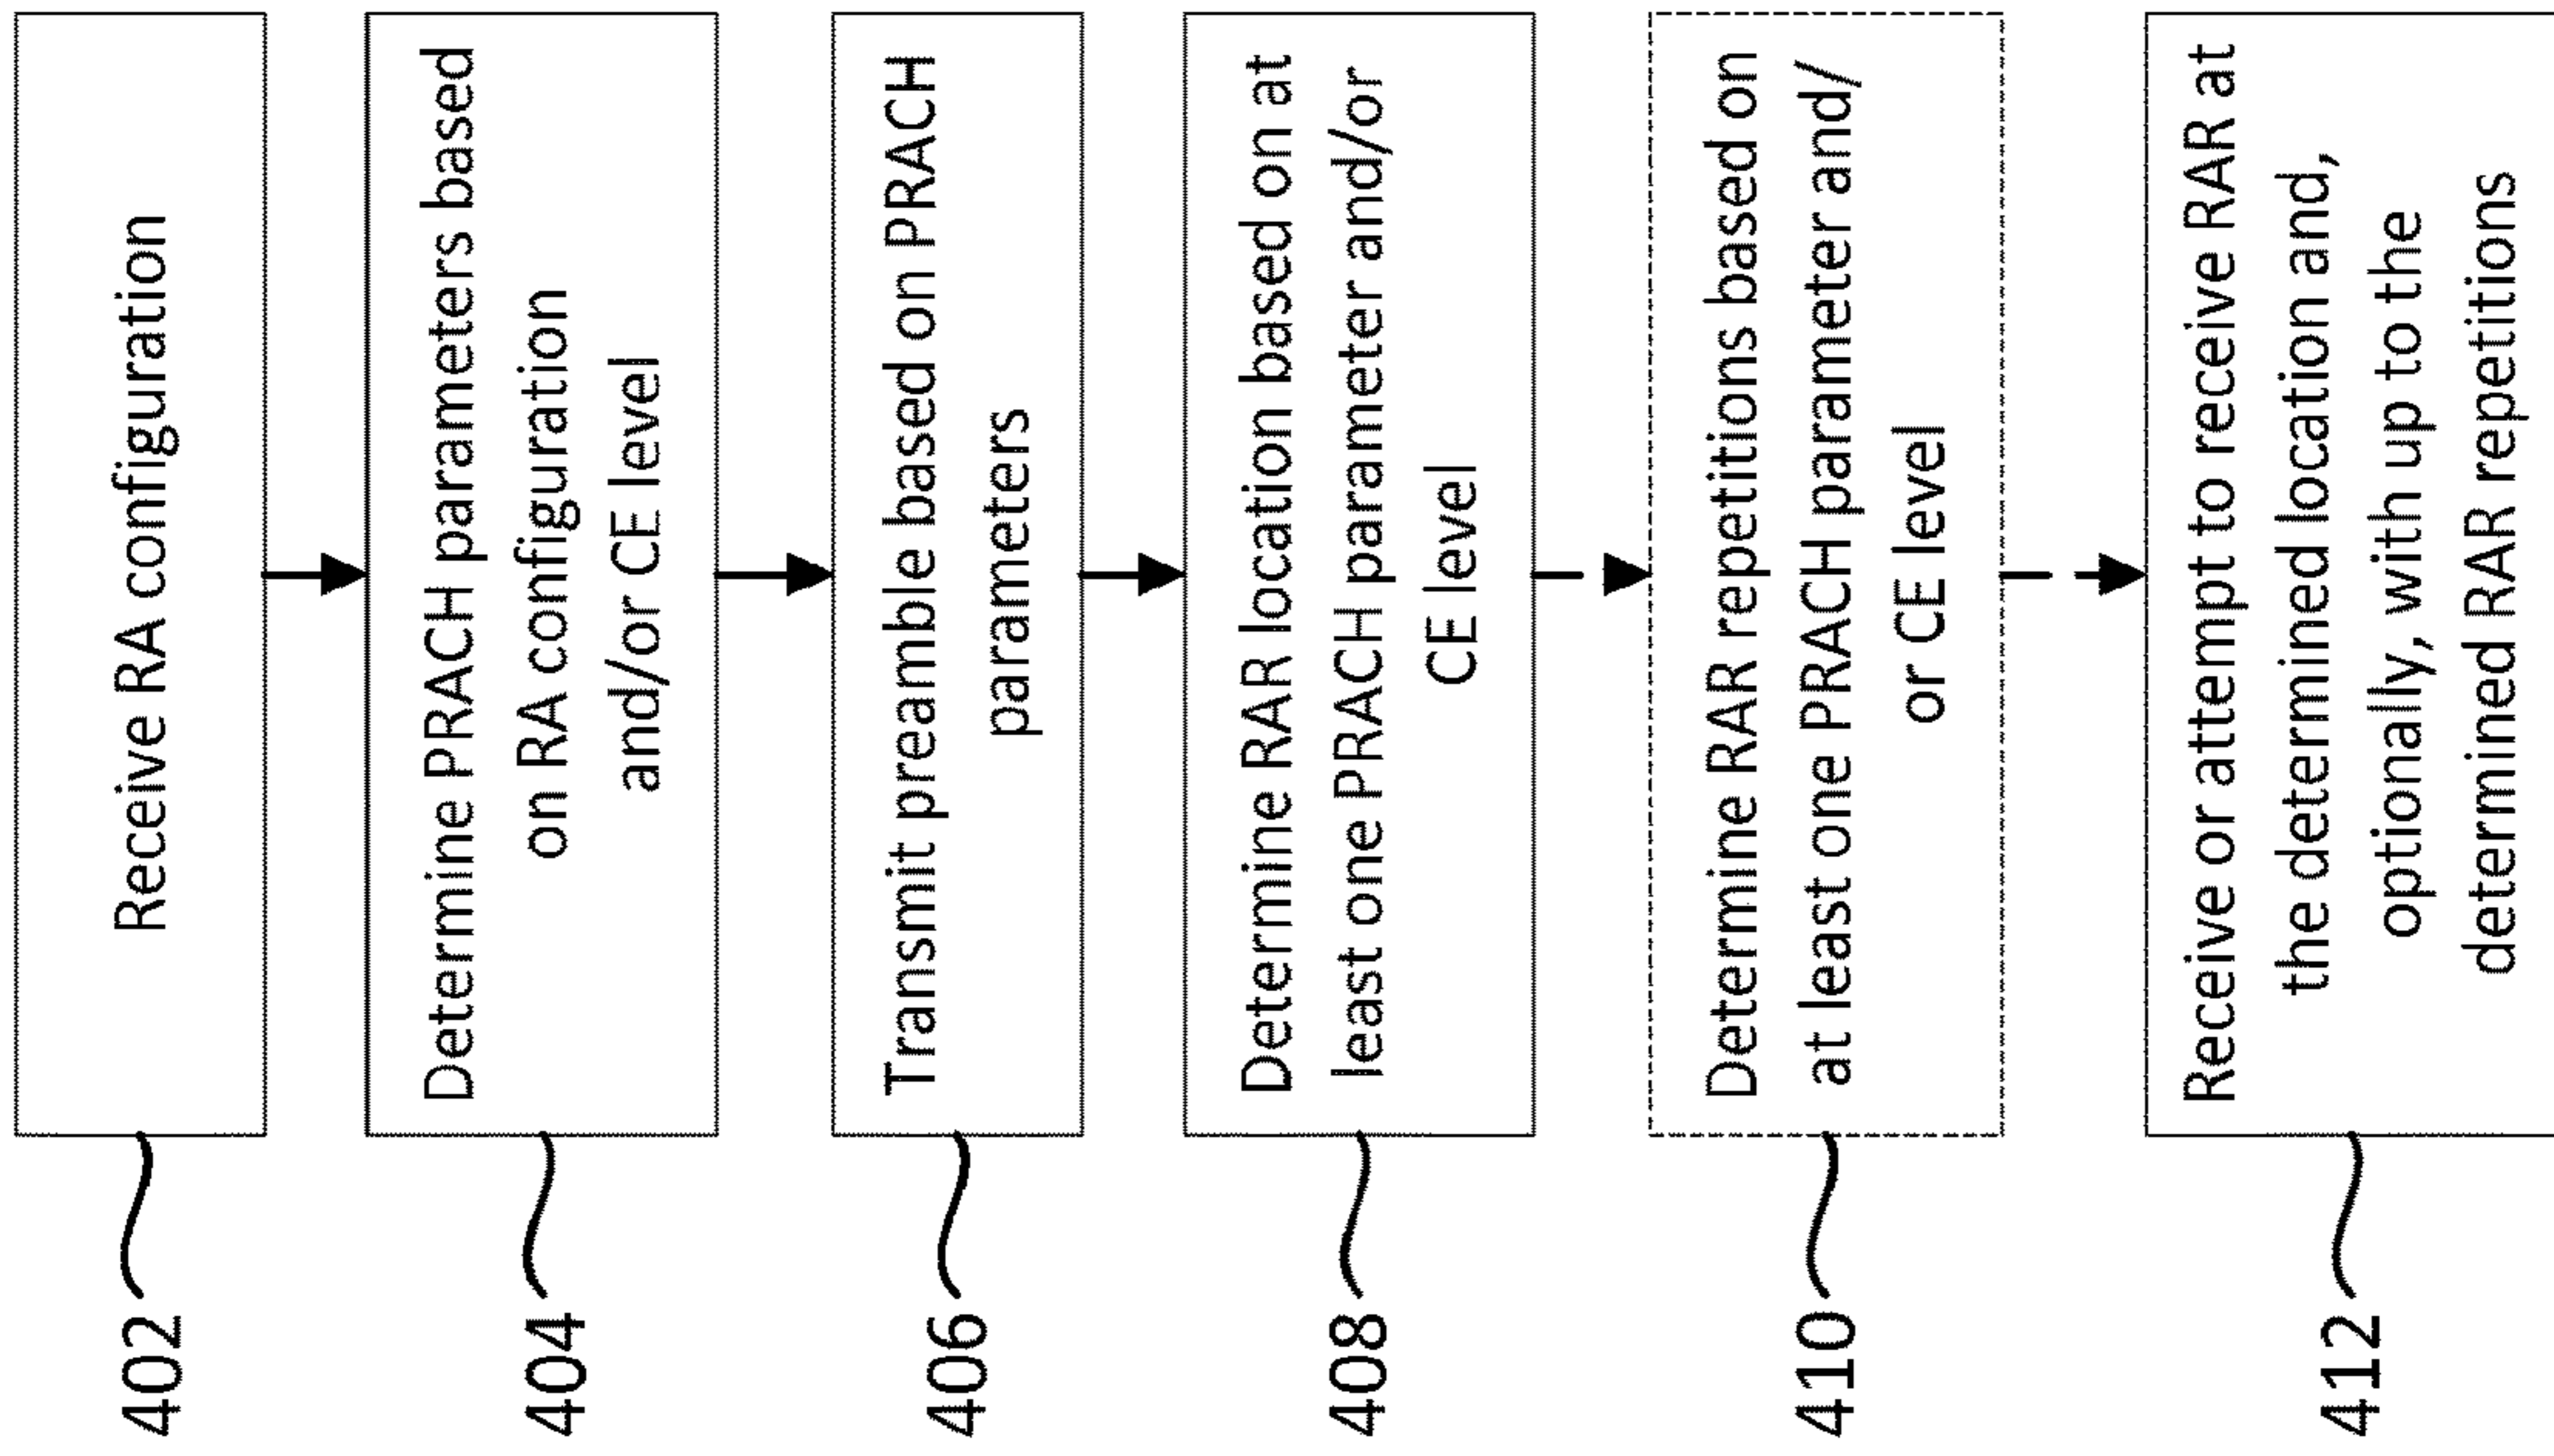 402
Receive RA configuration
404
Determine PRACH parameters based
on RA configuration
and/or CE level
406
Transmit preamble based on PRACH
parameters
408
Determine RAR location based on at
least one PRACH parameter and/or
CE level
410
Determine RAR repetitions based on
at least one PRACH parameter and/
or CE level
412
Receive or attempt to receive RAR at
the determined location and,
optionally, with up to the
determined RAR repetitions